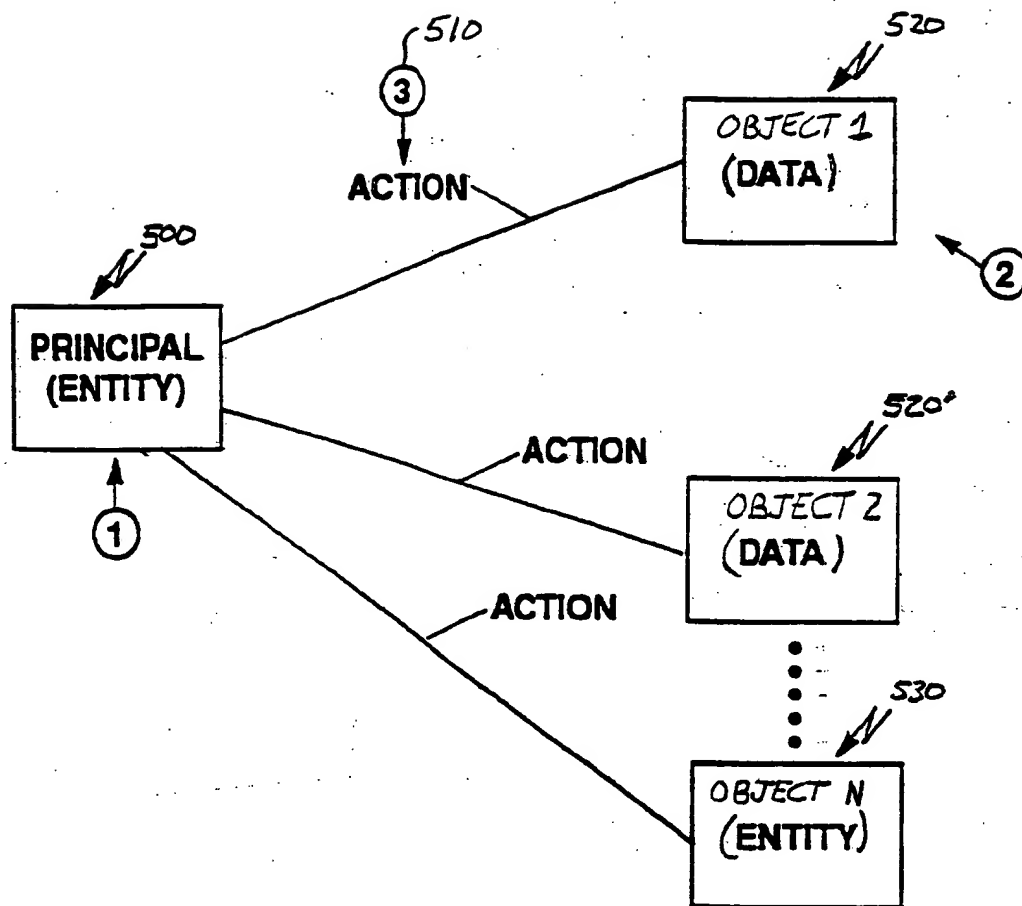 510
520
3
OBJECT 1
(DATA)
ACTION
500
2
PRINCIPAL
(ENTITY)
520'
ACTION
OBJECT 2
(DATA)
1
ACTION
530
OBJECT N
(ENTITY)